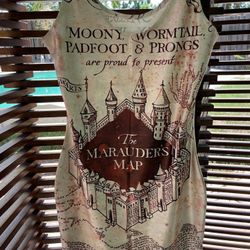 MOONY, WORMTAIL,
PADFOOT & PRONGS
are proud to present
The
MARAUDER'S
MAP